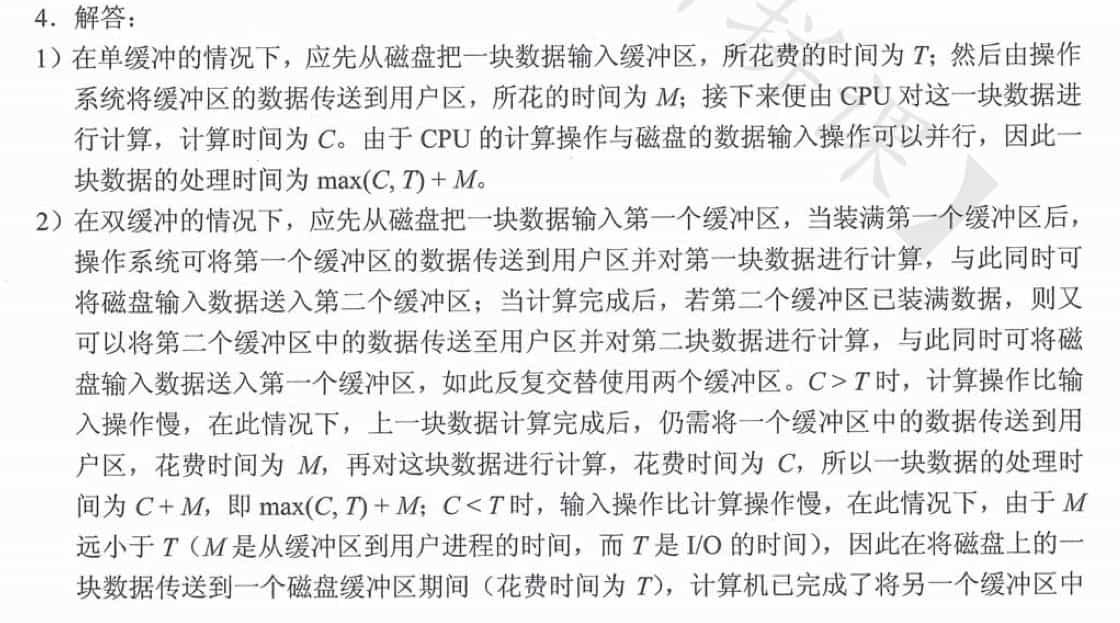 4．解答：
1）在单缓冲的情况下，应先从磁盘把一块数据输入缓冲区，所花费的时间为 T；然后由操作
系统将缓冲区的数据传送到用户区，所花的时间为 M；接下来便由 CPU 对这一块数据进
行计算，计算时间为 C。由于 CPU 的计算操作与磁盘的数据输入操作可以并行，因此一
块数据的处理时间为 max(C, T) + M。
2）在双缓冲的情况下，应先从磁盘把一块数据输入第一个缓冲区，当装满第一个缓冲区后，
操作系统可将第一个缓冲区的数据传送到用户区并对第一块数据进行计算，与此同时可
将磁盘输入数据送入第二个缓冲区；当计算完成后，若第二个缓冲区已装满数据，则又
可以将第二个缓冲区中的数据传送至用户区并对第二块数据进行计算，与此同时可将磁
盘输入数据送入第一个缓冲区，如此反复交替使用两个缓冲区。C > T 时，计算操作比输
入操作慢，在此情况下，上一块数据计算完成后，仍需将一个缓冲区中的数据传送到用
户区，花费时间为 M，再对这块数据进行计算，花费时间为 C，所以一块数据的处理时
间为 C + M，即 max(C, T) + M；C < T 时，输入操作比计算操作慢，在此情况下，由于 M
远小于 T（M 是从缓冲区到用户进程的时间，而 T 是 I/O 的时间），因此在将磁盘上的一
块数据传送到一个磁盘缓冲区期间（花费时间为 T），计算机已完成了将另一个缓冲区中
课】